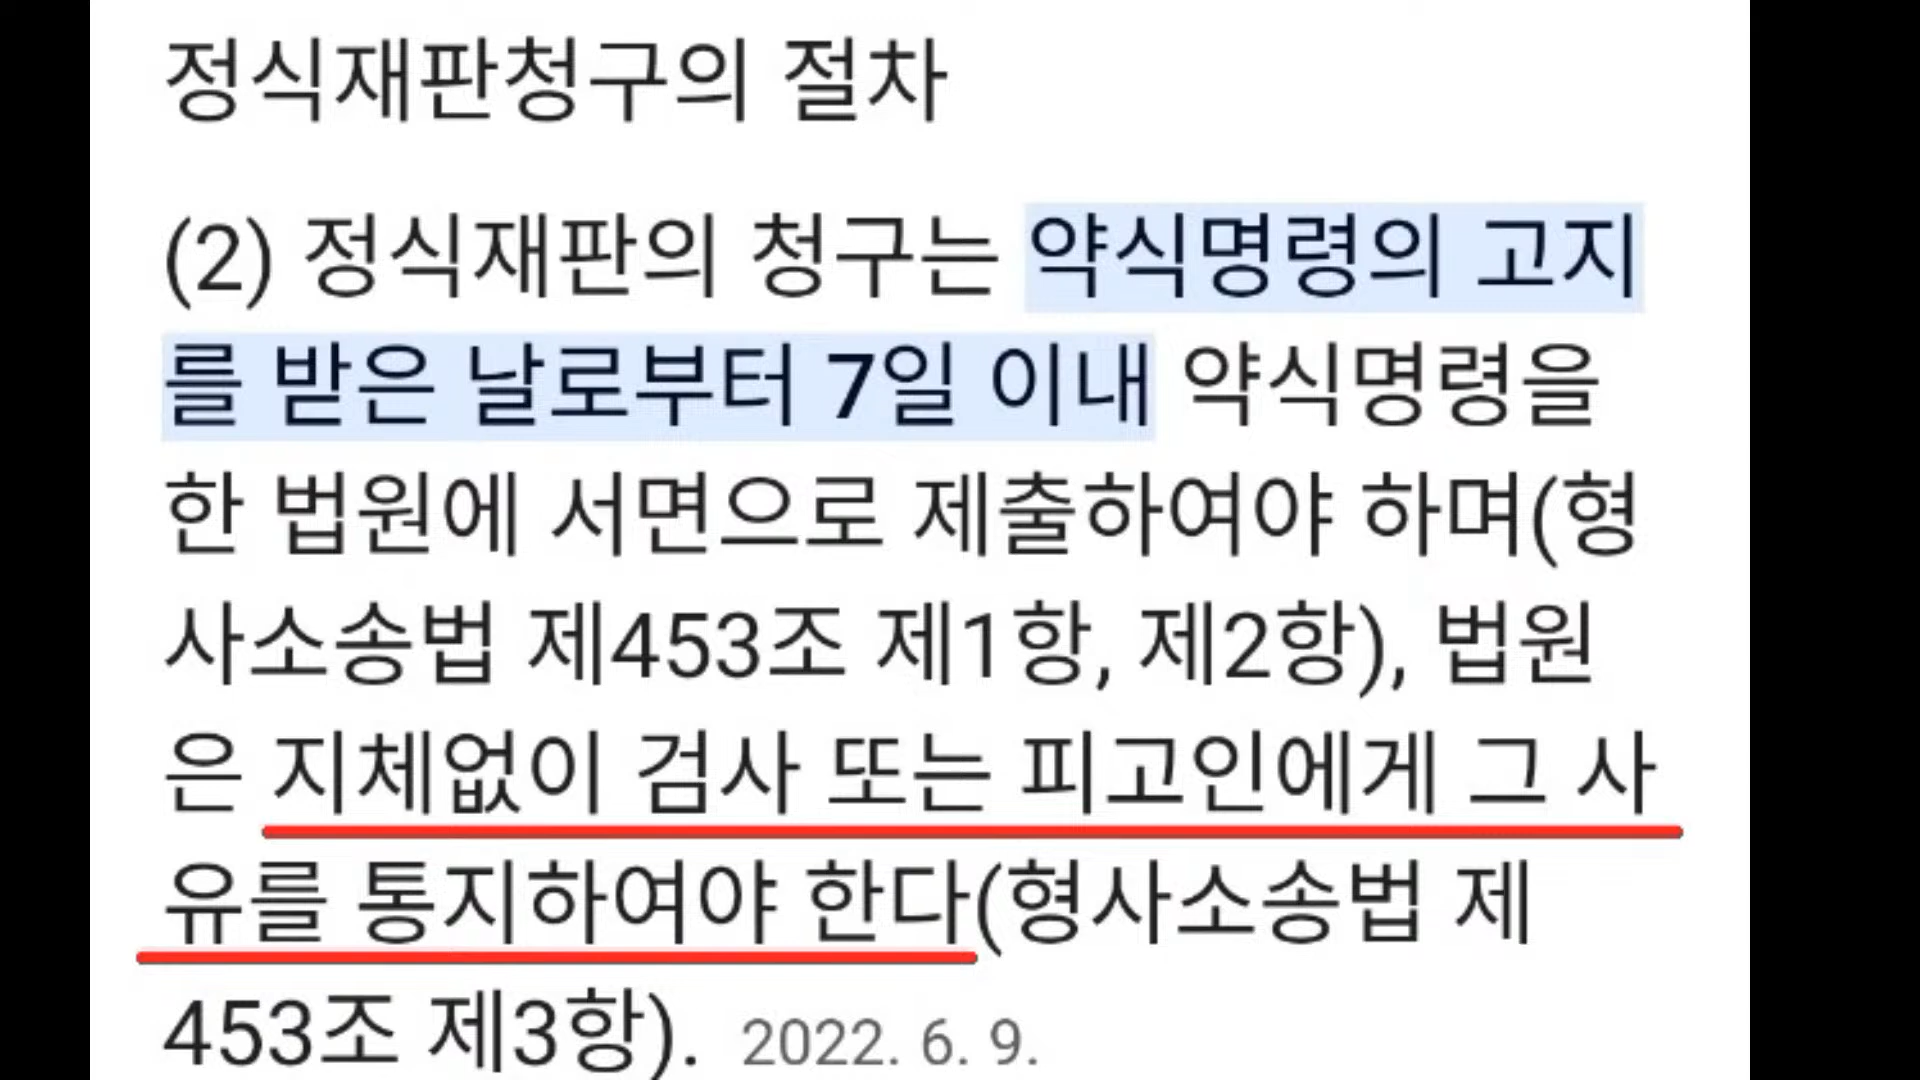 정식재판청구의 절차
(2) 정식재판의 청구는 약식명령의 고지
를 받은 날로부터 7일 이내 약식명령을
한 법원에 서면으로 제출하여야 하며(형
사소송법 제453조 제1항, 제2항), 법원
은 지체없이 검사 또는 피고인에게 그 사
유를 통지하여야 한다(형사소송법 제
453조 제3항). 2022. 6. 9.